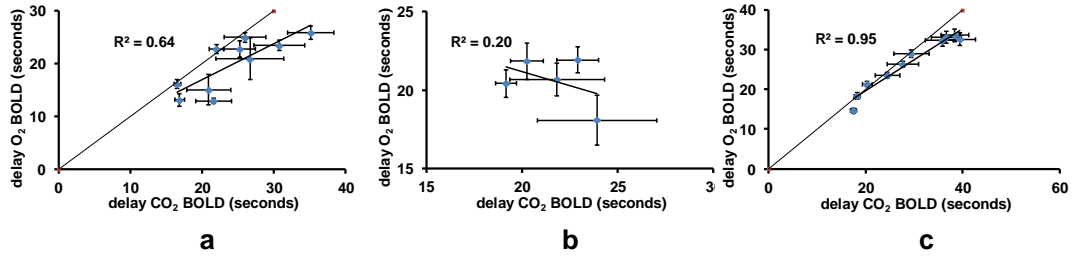 30
20
10
0
0
10
20
30
40
R² = 0.64
delay O₂ BOLD (seconds)
delay CO₂ BOLD (seconds)
a
25
20
15
15
20
25
R² = 0.20
delay O₂ BOLD (seconds)
delay CO₂ BOLD (seconds)
b
40
30
20
10
0
0
20
40
60
R² = 0.95
delay O₂ BOLD (seconds)
delay CO₂ BOLD (seconds)
c